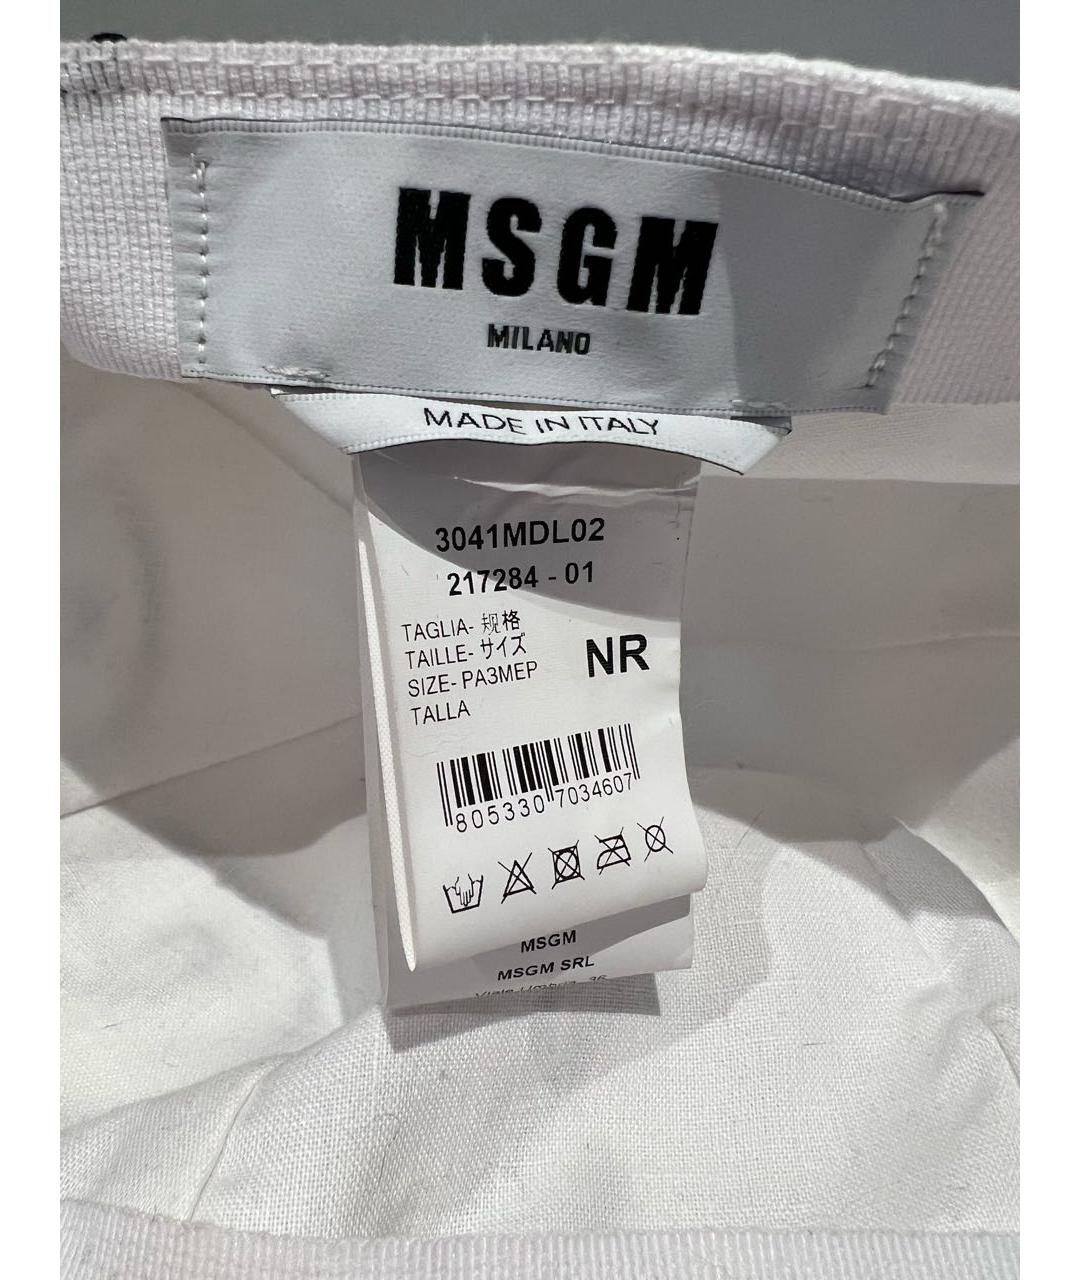 MSGM
MILANO
MADE IN ITALY
3041MDL02
217284 - 01
TAGLIA- 规格
TAILLE- サイズ
SIZE- РАЗМЕР
TALLA
NR
805330 7034607
MSGM
MSGM SRL